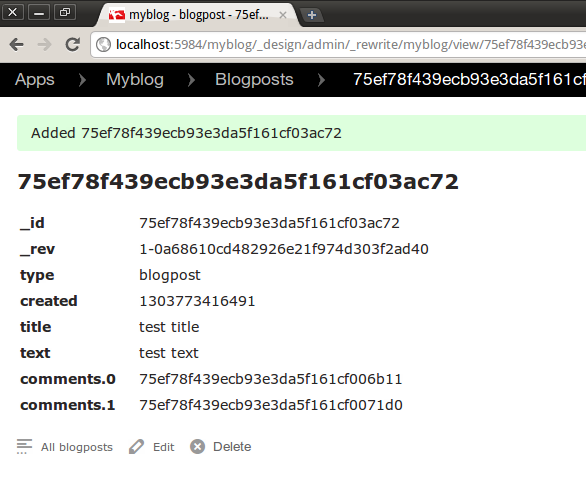 myblog - blogpost - 75ef...
localhost:5984/myblog/_design/admin/_rewrite/myblog/view/75ef78f439ecb93e
Apps Myblog Blogposts 75ef78f439ecb93e3da5f161cf03
Added 75ef78f439ecb93e3da5f161cf03ac72
75ef78f439ecb93e3da5f161cf03ac72
_id 75ef78f439ecb93e3da5f161cf03ac72
_rev 1-0a68610cd482926e21f974d303f2ad40
type blogpost
created 1303773416491
title test title
text test text
comments.0 75ef78f439ecb93e3da5f161cf006b11
comments.1 75ef78f439ecb93e3da5f161cf0071d0
All blogposts Edit Delete